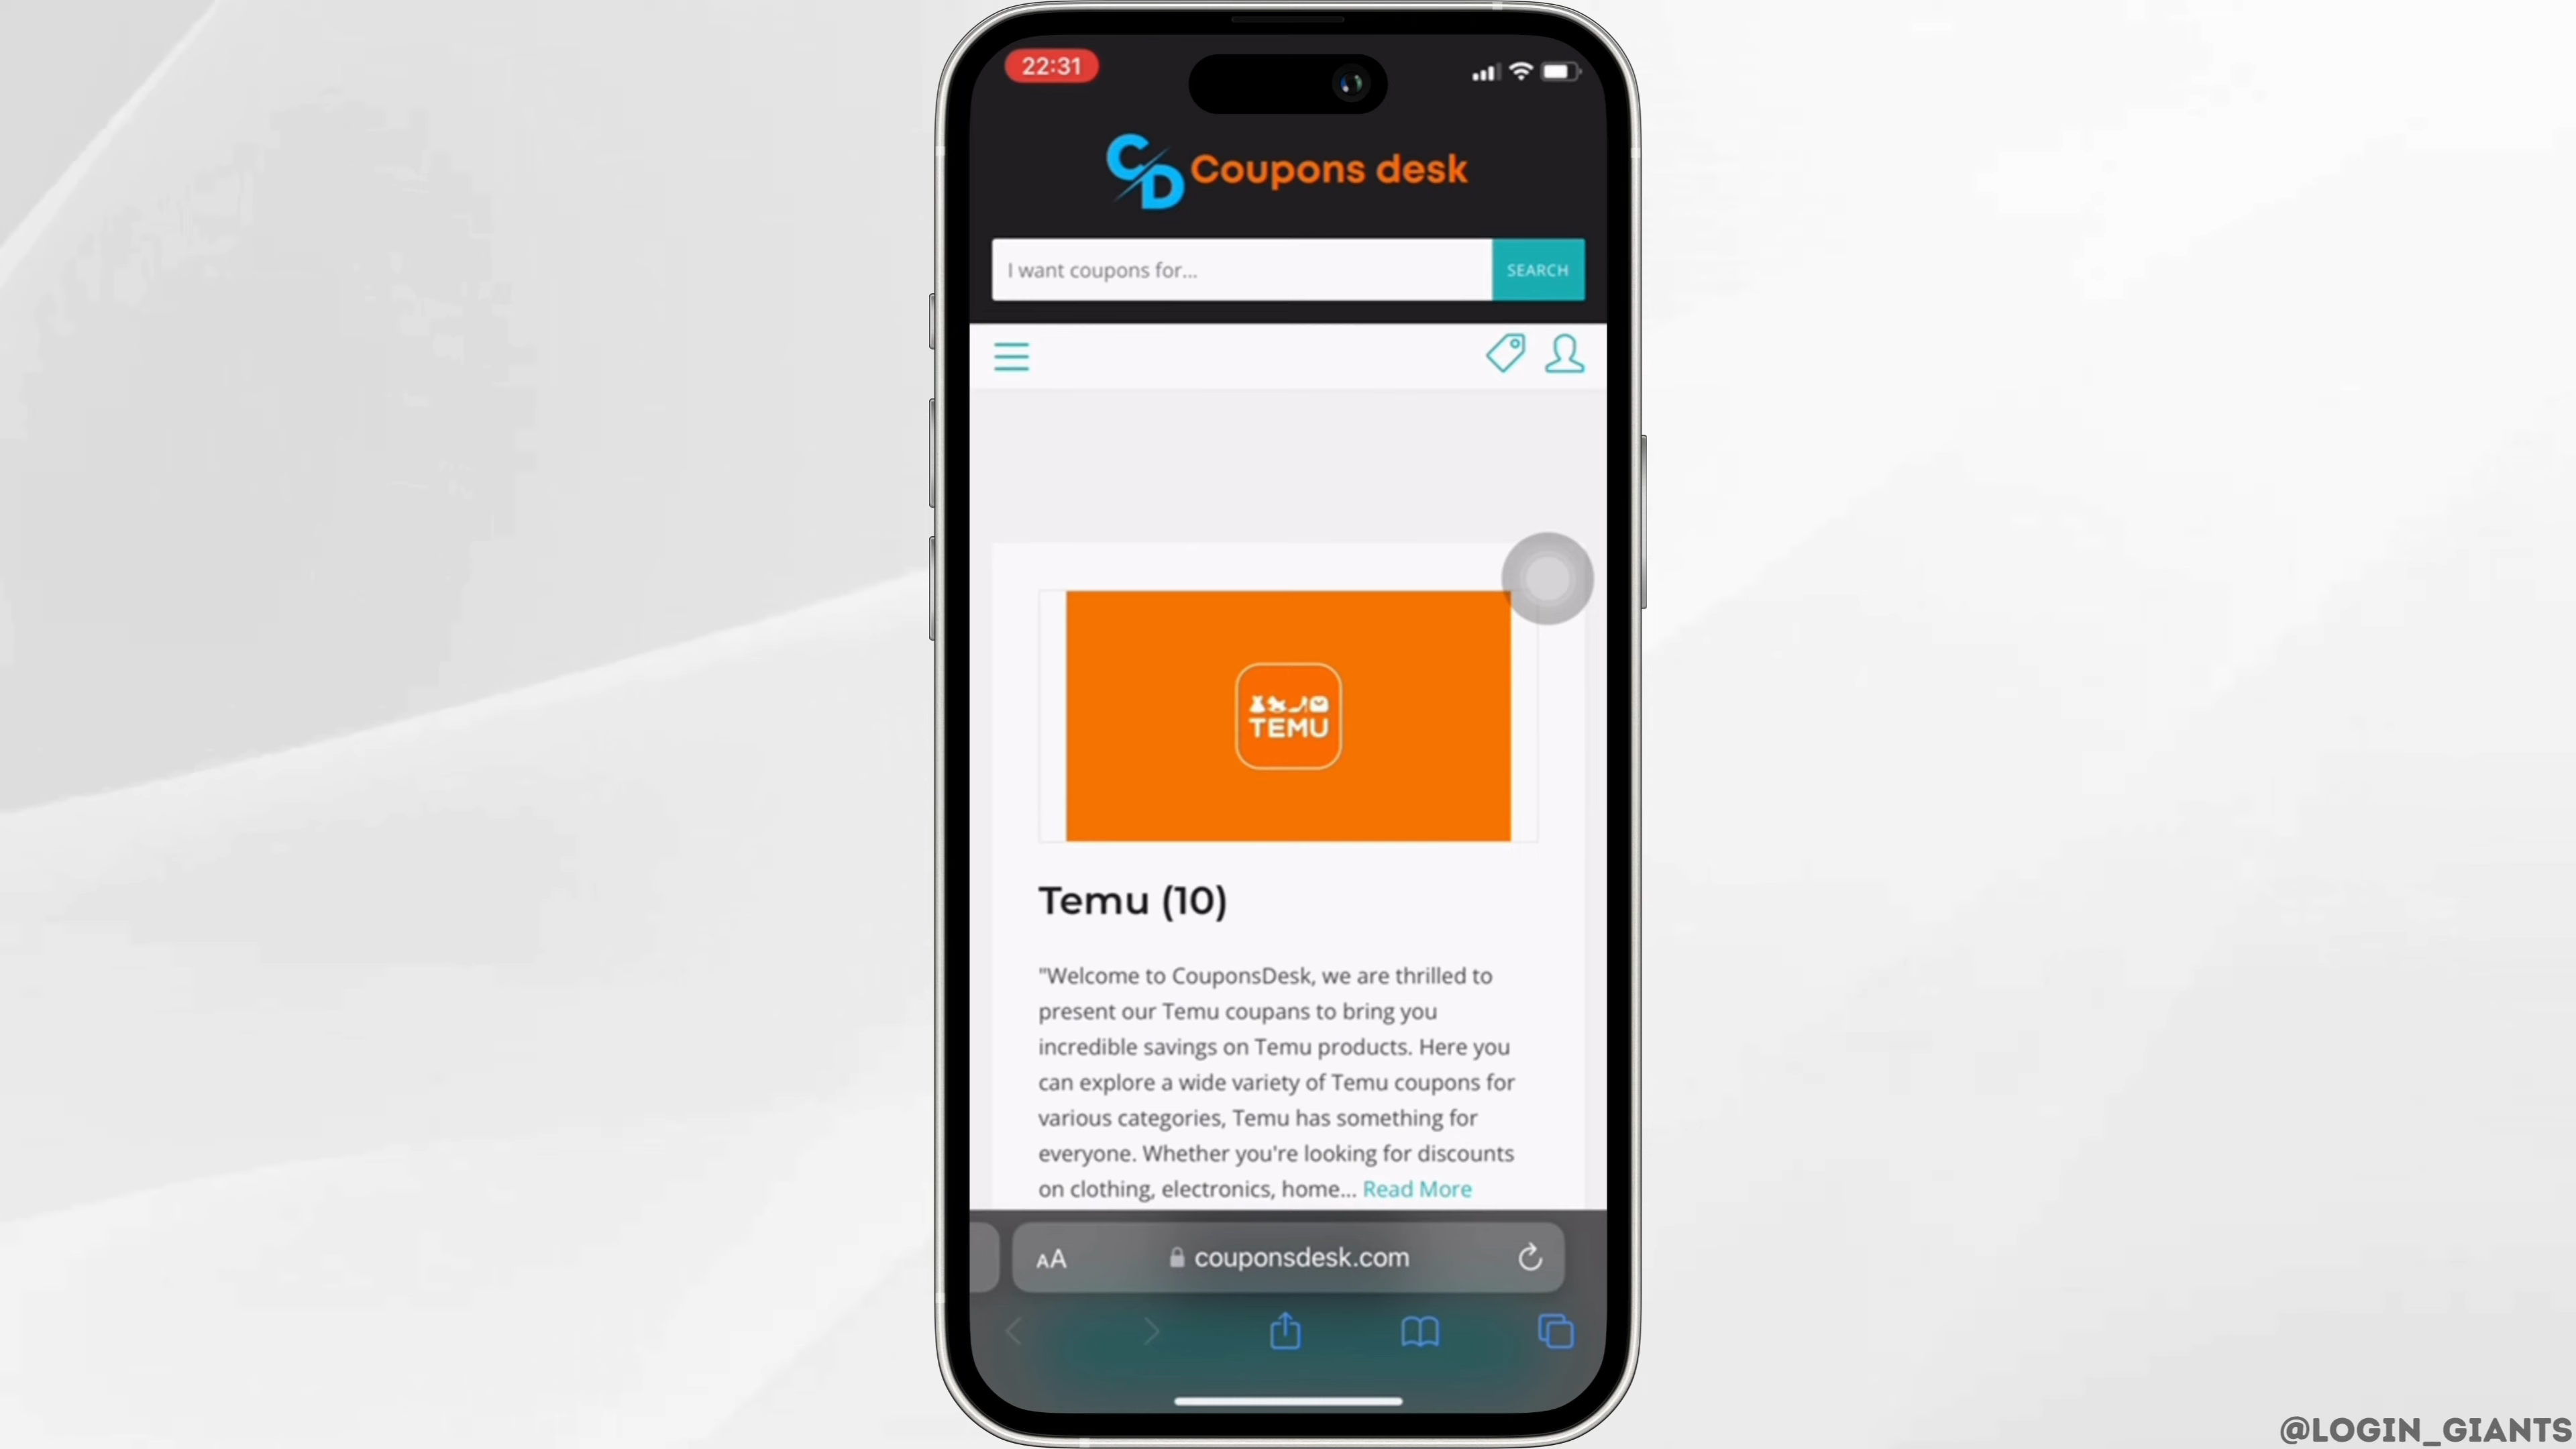 22:31
CD Coupons desk
I want coupons for...
SEARCH
TEMU
Temu (10)
"Welcome to CouponsDesk, we are thrilled to
present our Temu coupans to bring you
incredible savings on Temu products. Here you
can explore a wide variety of Temu coupons for
various categories, Temu has something for
everyone. Whether you're looking for discounts
on clothing, electronics, home... Read More
AA couponsdesk.com
@LOGIN_GIANTS